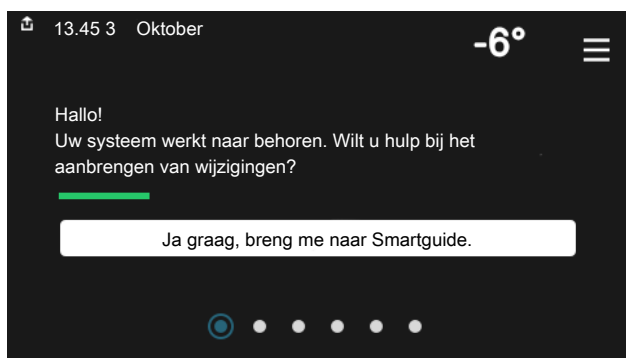 13.45 3 Oktober
-6°
Hallo!
Uw systeem werkt naar behoren. Wilt u hulp bij het
aanbrengen van wijzigingen?
Ja graag, breng me naar Smartguide.